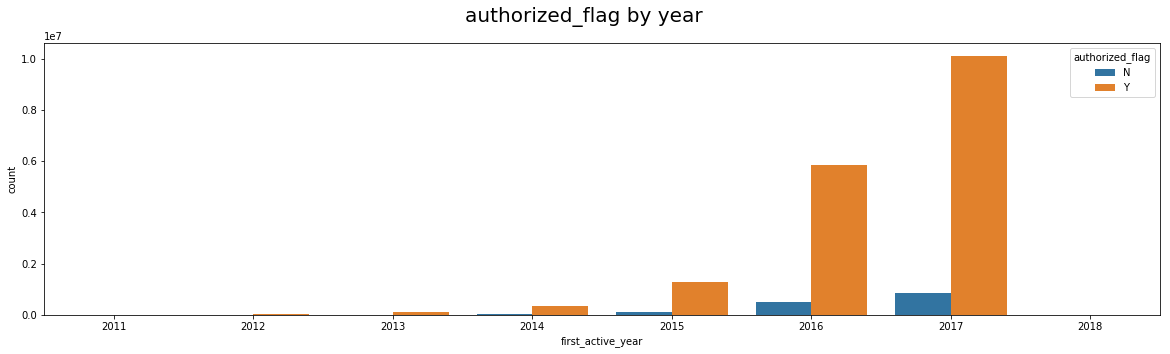 authorized_flag by year
1e7
1.0
0.8
0.6
0.4
0.2
0.0
count
authorized_flag
N
Y
2011 2012 2013 2014 2015 2016 2017 2018
first_active_year